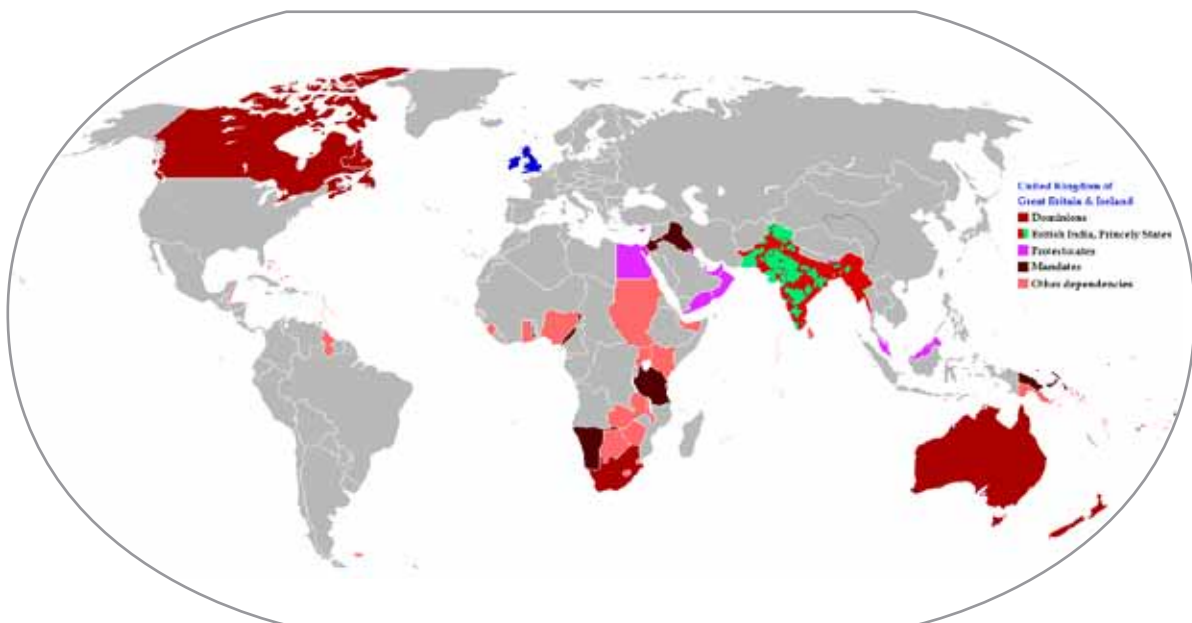 United Kingdom of
Great Britain & Ireland
Dominions
British India, Princely States
Protectorates
Mandates
Other dependencies